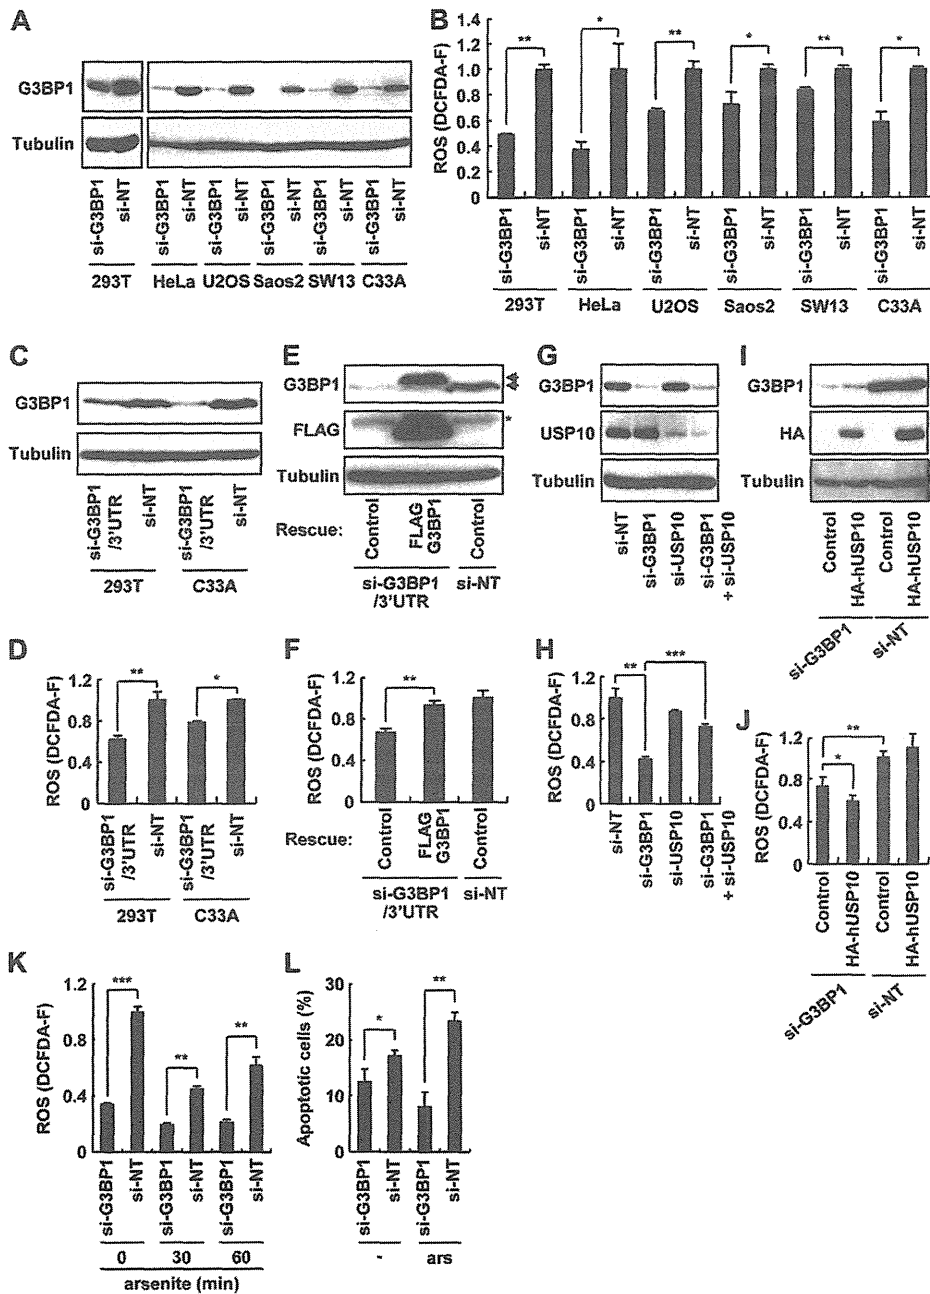 A
G3BP1
Tubulin
si-G3BP1
si-NT
si-G3BP1
si-NT
si-G3BP1
si-NT
si-G3BP1
si-NT
si-G3BP1
si-NT
si-G3BP1
si-NT
293T
HeLa U2OS Saos2 SW13 C33A
B
ROS (DCFDA-F)
1.4
1.2
1.0
0.8
0.6
0.4
0.2
0
**
*
**
*
**
*
si-G3BP1
si-NT
si-G3BP1
si-NT
si-G3BP1
si-NT
si-G3BP1
si-NT
si-G3BP1
si-NT
si-G3BP1
si-NT
293T
HeLa
U2OS
Saos2
SW13
C33A
C
G3BP1
Tubulin
si-G3BP1
/3'UTR
si-NT
si-G3BP1
/3'UTR
si-NT
293T
C33A
E
G3BP1
FLAG
*
Tubulin
Rescue:
Control
FLAG
G3BP1
Control
si-G3BP1
/3'UTR
si-NT
G
G3BP1
USP10
Tubulin
si-NT
si-G3BP1
si-USP10
si-G3BP1
+ si-USP10
I
G3BP1
HA
Tubulin
Control
HA-hUSP10
Control
HA-hUSP10
si-G3BP1
si-NT
D
ROS (DCFDA-F)
1.2
0.8
0.4
0
**
*
si-G3BP1
/3'UTR
si-NT
si-G3BP1
/3'UTR
si-NT
293T
C33A
F
ROS (DCFDA-F)
1.2
0.8
0.4
0
**
Rescue:
Control
FLAG
G3BP1
Control
si-G3BP1
/3'UTR
si-NT
H
ROS (DCFDA-F)
1.2
0.8
0.4
0
**
***
si-NT
si-G3BP1
si-USP10
si-G3BP1
+ si-USP10
J
ROS (DCFDA-F)
1.2
0.8
0.4
0
**
*
Control
HA-hUSP10
Control
HA-hUSP10
si-G3BP1
si-NT
K
ROS (DCFDA-F)
1.2
0.8
0.4
0
***
**
**
si-G3BP1
si-NT
si-G3BP1
si-NT
si-G3BP1
si-NT
0
30
60
arsenite (min)
L
Apoptotic cells (%)
30
20
10
0
*
**
si-G3BP1
si-NT
si-G3BP1
si-NT
-
ars